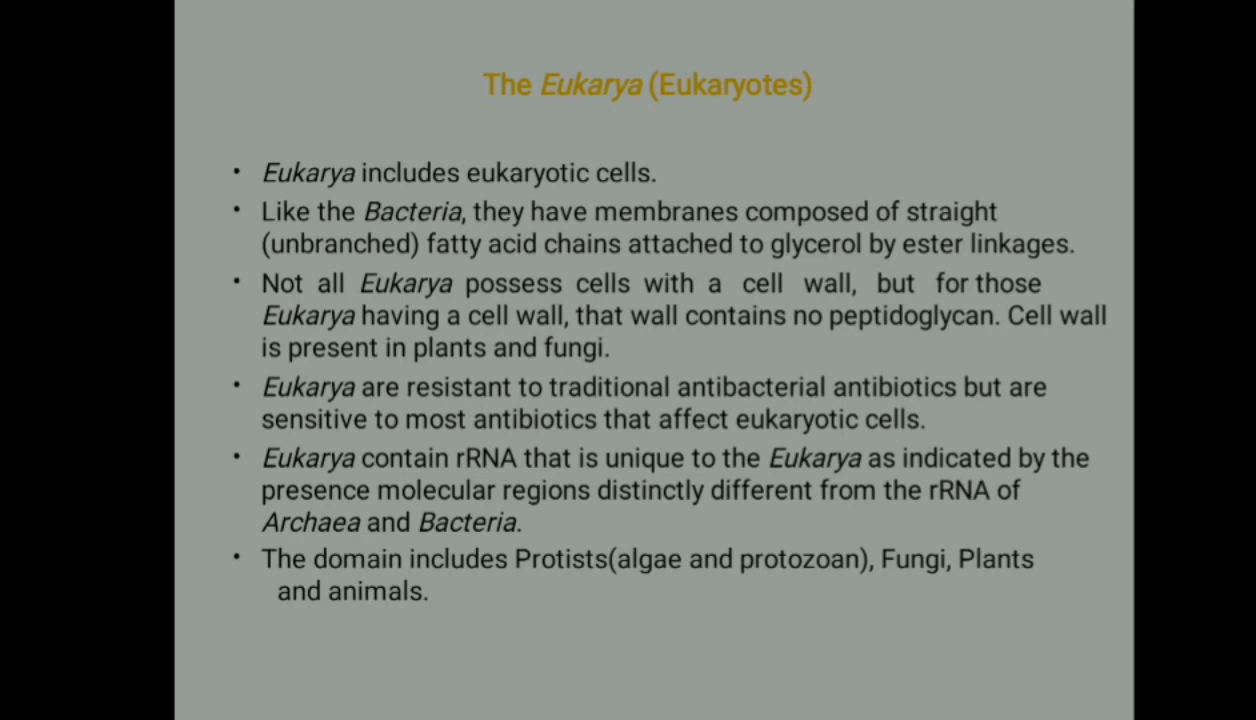 The Eukarya (Eukaryotes)
• Eukarya includes eukaryotic cells.
• Like the Bacteria, they have membranes composed of straight
(unbranched) fatty acid chains attached to glycerol by ester linkages.
• Not all Eukarya possess cells with a cell wall, but for those
Eukarya having a cell wall, that wall contains no peptidoglycan. Cell wall
is present in plants and fungi.
• Eukarya are resistant to traditional antibacterial antibiotics but are
sensitive to most antibiotics that affect eukaryotic cells.
• Eukarya contain rRNA that is unique to the Eukarya as indicated by the
presence molecular regions distinctly different from the rRNA of
Archaea and Bacteria.
• The domain includes Protists(algae and protozoan), Fungi, Plants
and animals.